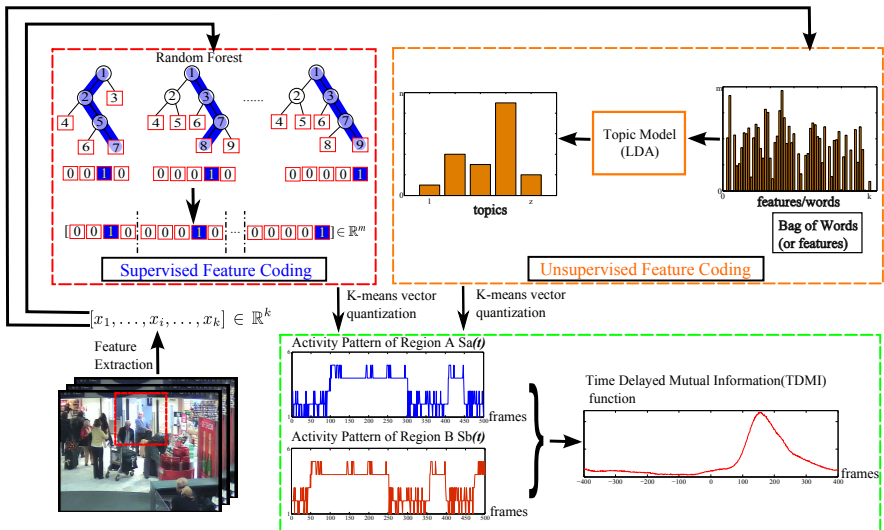 Random Forest
1 1 1
2 3 2 3 2 3
4 5 4 5 6 7 4 5 6 7
6 7 8 9 8 9
......
0 0 1 0 0 0 0 1 0 0 0 0 0 1
[0 0 1 0 0 0 0 1 0 ... 0 0 0 0 1] ∈ ℝ^m
Supervised Feature Coding
n
0
1 z
topics
Topic Model
(LDA)
m
0
1 k
features/words
Bag of Words
(or features)
Unsupervised Feature Coding
K-means vector
quantization
K-means vector
quantization
[x_1, . . . , x_i, . . . , x_k] ∈ ℝ^k
Feature
Extraction
Activity Pattern of Region A Sa(t)
6
1
0 50 100 150 200 250 300 350 400 450 500
frames
Activity Pattern of Region B Sb(t)
6
1
0 50 100 150 200 250 300 350 400 450 500
frames
Time Delayed Mutual Information(TDMI)
function
−400 −300 −200 −100 0 100 200 300 400
frames